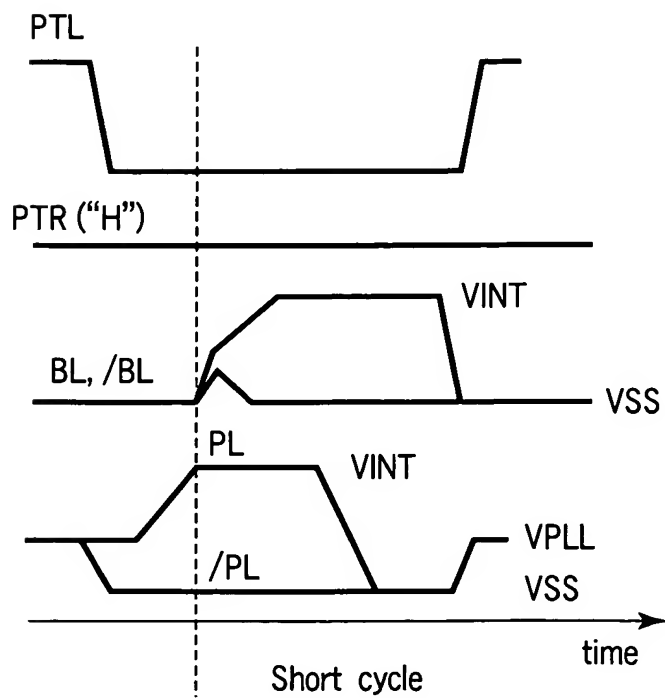 PTL
PTR (“H”)
VINT
BL, /BL
VSS
PL
VINT
VPLL
/PL
VSS
time
Short cycle